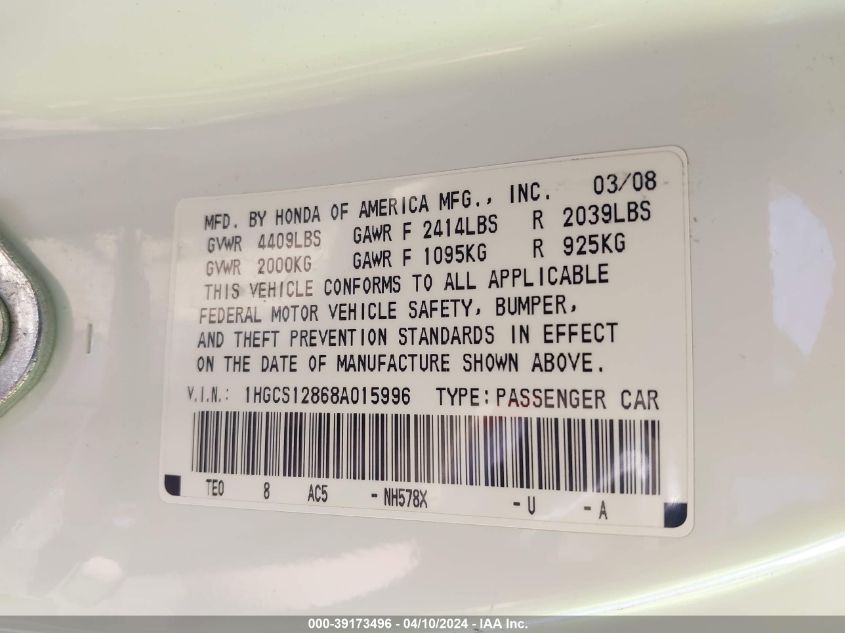 MFD. BY HONDA OF AMERICA MFG., INC. 03/08
GVWR 4409LBS GAWR F 2414LBS R 2039LBS
GVWR 2000KG GAWR F 1095KG R 925KG
THIS VEHICLE CONFORMS TO ALL APPLICABLE
FEDERAL MOTOR VEHICLE SAFETY, BUMPER,
AND THEFT PREVENTION STANDARDS IN EFFECT
ON THE DATE OF MANUFACTURE SHOWN ABOVE.
V.I.N.: 1HGCS12868A015996 TYPE: PASSENGER CAR
TE0 8 AC5 - NH578X - U - A
000-39173496 - 04/10/2024 - IAA Inc.